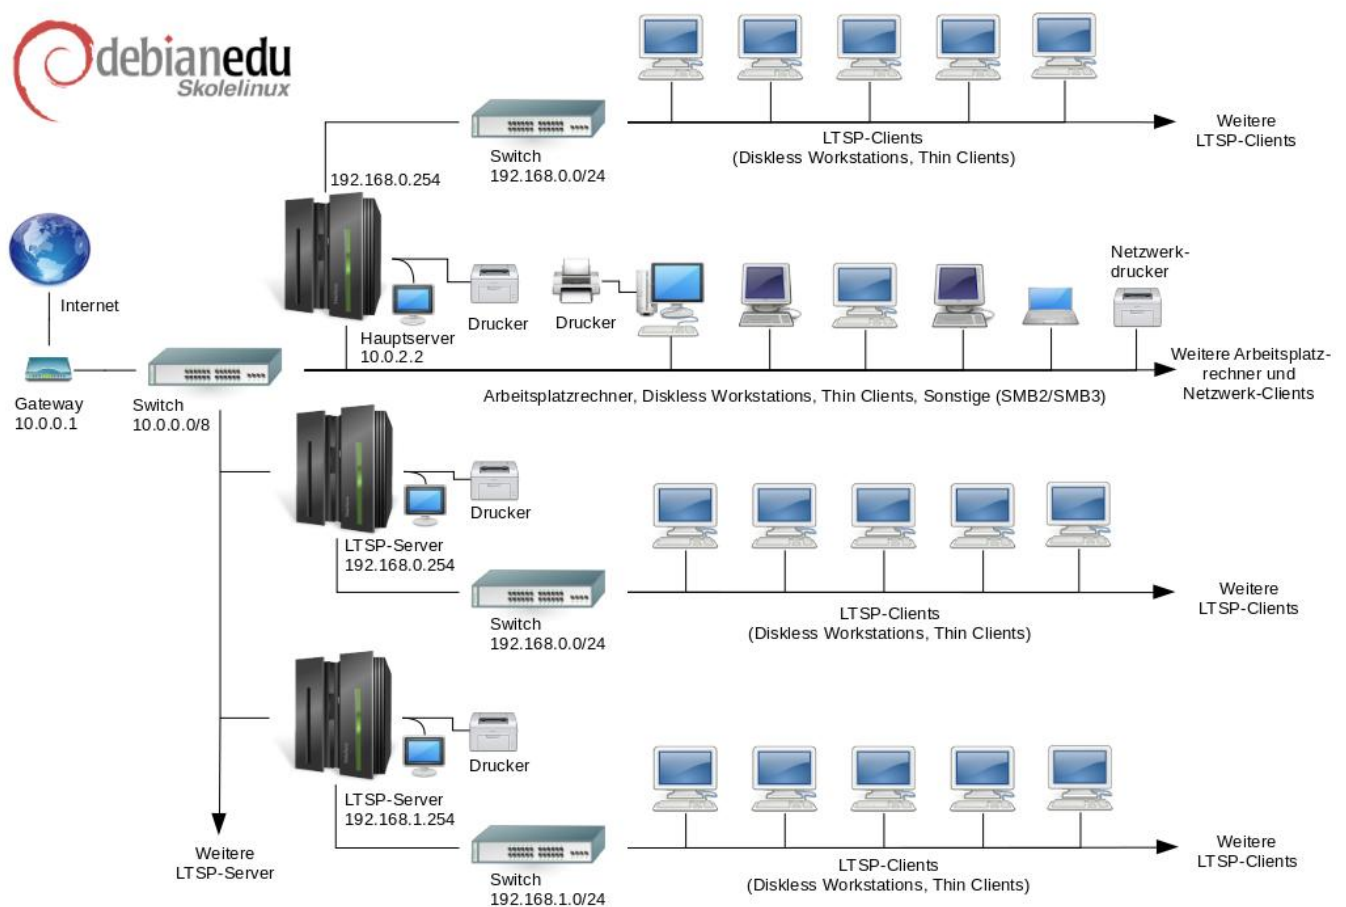 debianedu
Skolelinux
Switch
192.168.0.0/24
LTSP-Clients
(Diskless Workstations, Thin Clients)
Weitere
LTSP-Clients
192.168.0.254
Internet
Hauptserver
10.0.2.2
Drucker
Drucker
Netzwerk-
drucker
Gateway
10.0.0.1
Switch
10.0.0.0/8
Arbeitsplatzrechner, Diskless Workstations, Thin Clients, Sonstige (SMB2/SMB3)
Weitere Arbeitsplatz-
rechner und
Netzwerk-Clients
Drucker
LTSP-Server
192.168.0.254
Switch
192.168.0.0/24
LTSP-Clients
(Diskless Workstations, Thin Clients)
Weitere
LTSP-Clients
Drucker
LTSP-Server
192.168.1.254
Weitere
LTSP-Server
Switch
192.168.1.0/24
LTSP-Clients
(Diskless Workstations, Thin Clients)
Weitere
LTSP-Clients